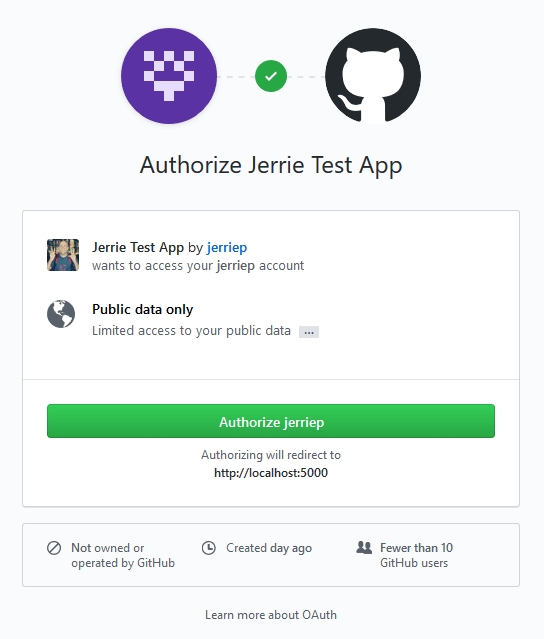 Authorize Jerrie Test App
Jerrie Test App by jerriep
wants to access your jerriep account
Public data only
Limited access to your public data ...
Authorize jerriep
Authorizing will redirect to
http://localhost:5000
Not owned or
operated by GitHub
Created day ago
Fewer than 10
GitHub users
Learn more about OAuth